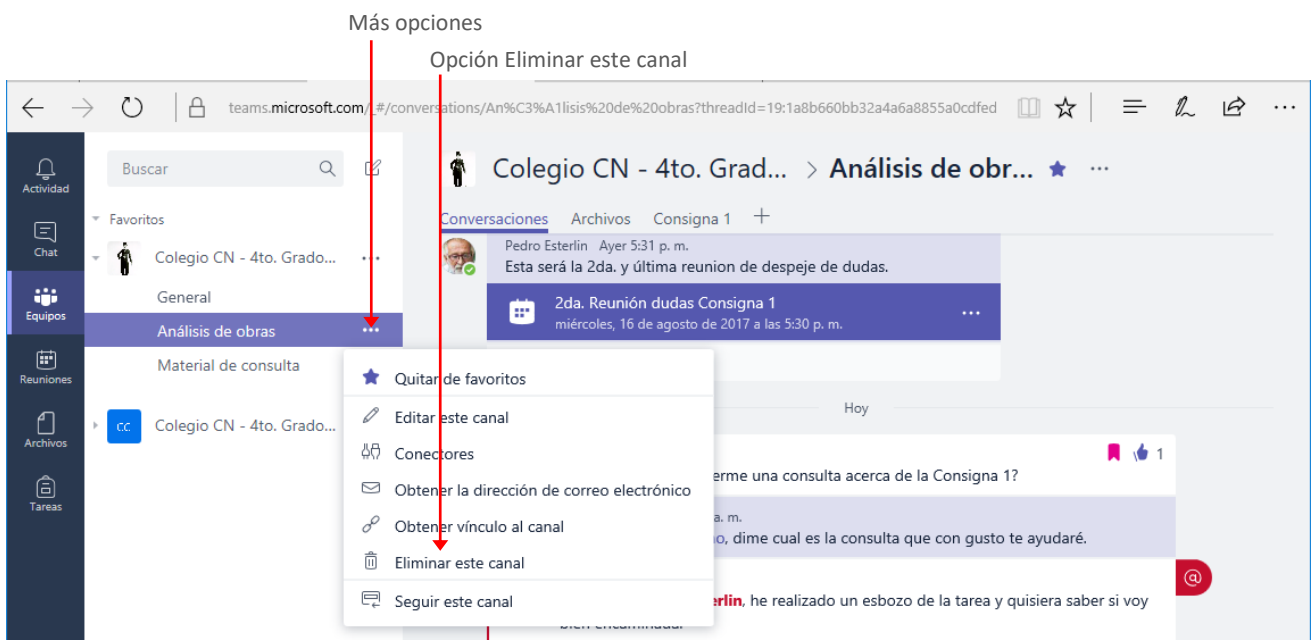 Más opciones
Opción Eliminar este canal
teams.microsoft.com/_#/conversations/An%C3%A1lisis%20de%20obras?threadId=19:1a8b660bb32a4a6a8855a0cdfed
Actividad
Chat
Equipos
Reuniones
Archivos
Tareas
Buscar
Favoritos
Colegio CN - 4to. Grado...
General
Análisis de obras
Material de consulta
CC
Colegio CN - 4to. Grado...
Quitar de favoritos
Editar este canal
Conectores
Obtener la dirección de correo electrónico
Obtener vínculo al canal
Eliminar este canal
Seguir este canal
Colegio CN - 4to. Grad... > Análisis de obr...
Conversaciones Archivos Consigna 1 +
Pedro Esterlin Ayer 5:31 p. m.
Esta será la 2da. y última reunion de despeje de dudas.
2da. Reunión dudas Consigna 1
miércoles, 16 de agosto de 2017 a las 5:30 p. m.
Hoy
1
erme una consulta acerca de la Consigna 1?
a. m.
o, dime cual es la consulta que con gusto te ayudaré.
@
erlin, he realizado un esbozo de la tarea y quisiera saber si voy